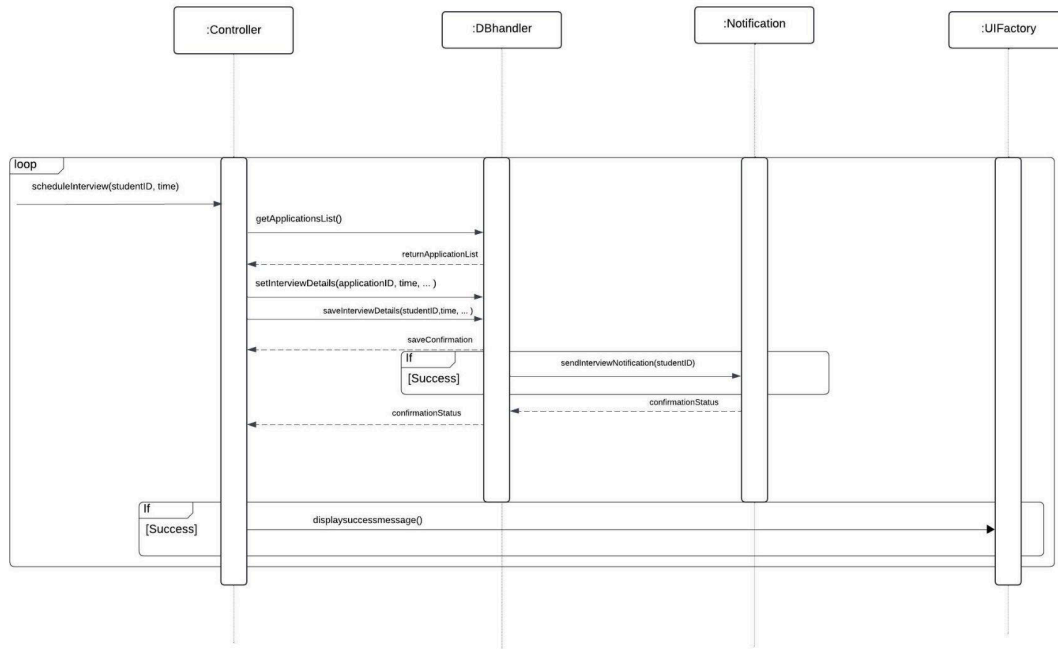 :Controller
:DBhandler
:Notification
:UIFactory
loop
scheduleInterview(studentID, time)
getApplicationsList()
returnApplicationList
setInterviewDetails(applicationID, time, ... )
saveInterviewDetails(studentID,time, ... )
saveConfirmation
If
[Success]
sendInterviewNotification(studentID)
confirmationStatus
confirmationStatus
If
[Success]
displaysuccessmessage()